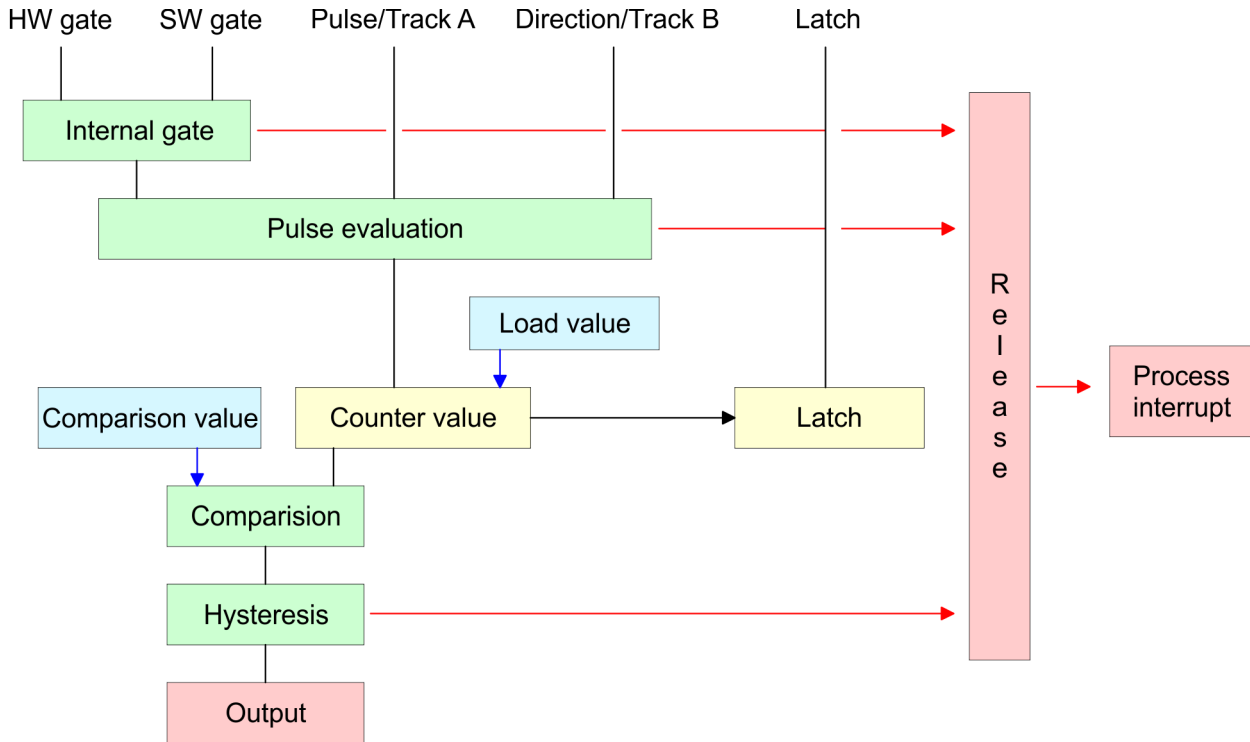 HW gate
SW gate
Pulse/Track A
Direction/Track B
Latch
Internal gate
Pulse evaluation
Load value
Comparison value
Counter value
Latch
Comparision
Hysteresis
Output
Release
Process
interrupt